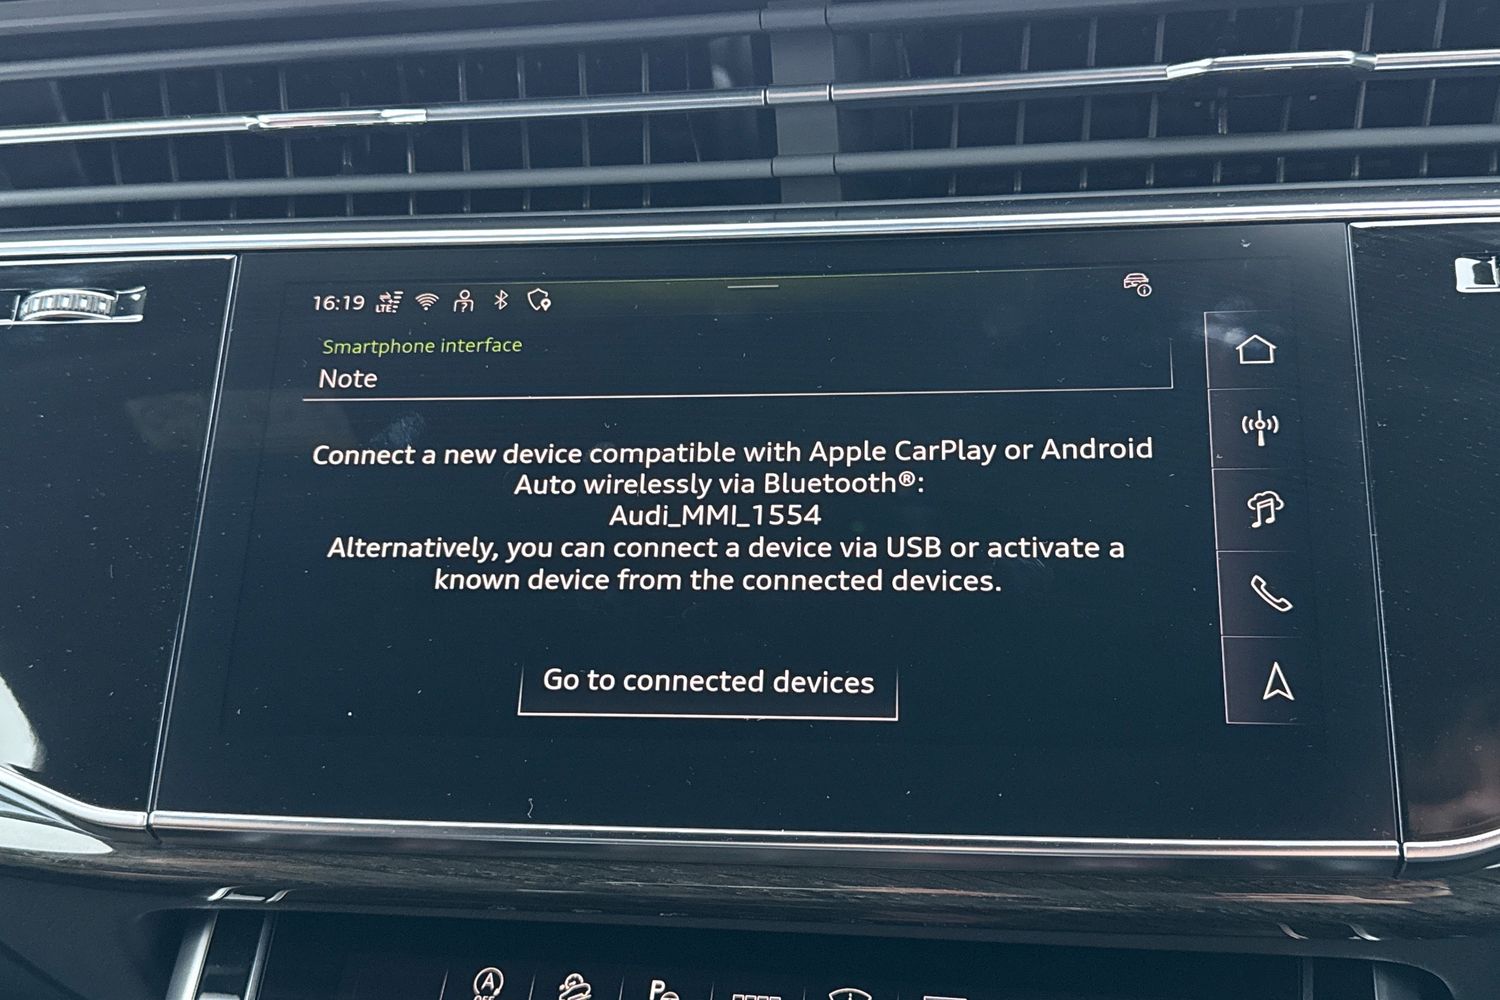 16:19 LTE
Smartphone interface
Note
Connect a new device compatible with Apple CarPlay or Android
Auto wirelessly via Bluetooth®:
Audi_MMI_1554
Alternatively, you can connect a device via USB or activate a
known device from the connected devices.
Go to connected devices
A
OFF
P